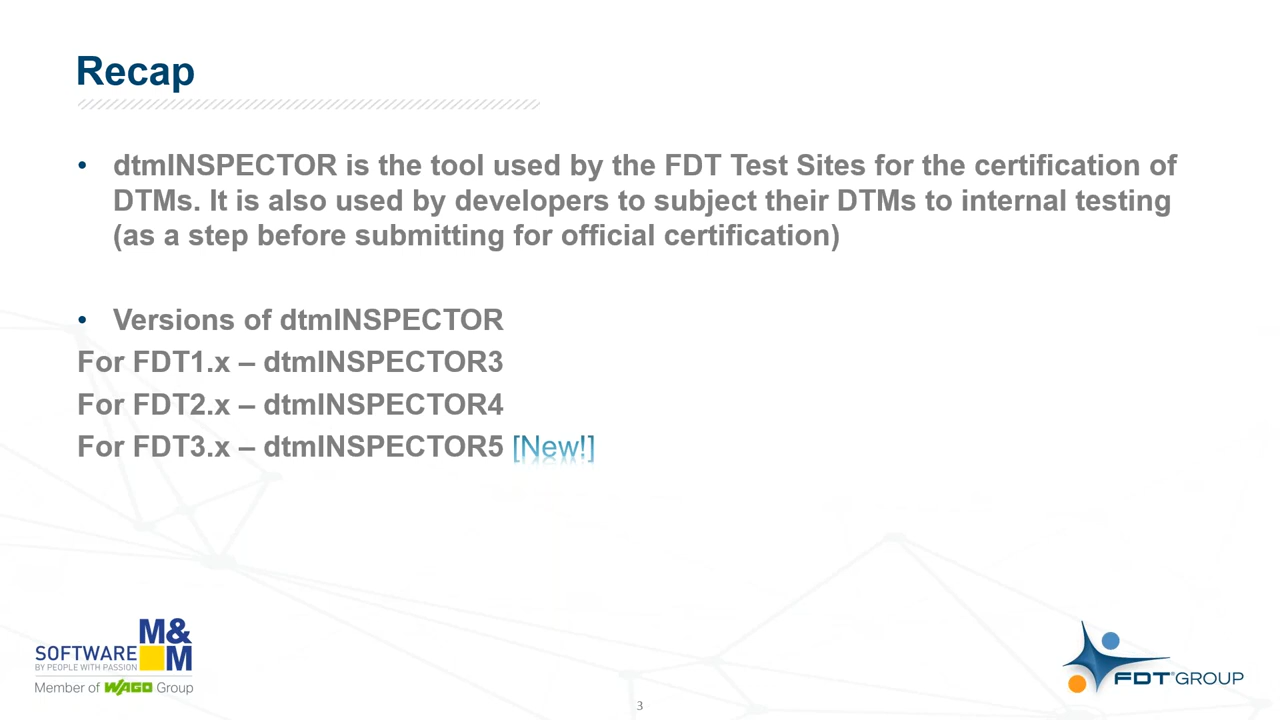 Recap
• dtmINSPECTOR is the tool used by the FDT Test Sites for the certification of
DTMs. It is also used by developers to subject their DTMs to internal testing
(as a step before submitting for official certification)
• Versions of dtmINSPECTOR
For FDT1.x – dtmINSPECTOR3
For FDT2.x – dtmINSPECTOR4
For FDT3.x – dtmINSPECTOR5 [New!]
M&
SOFTWARE M
BY PEOPLE WITH PASSION
Member of WAGO Group
3
FDT® GROUP